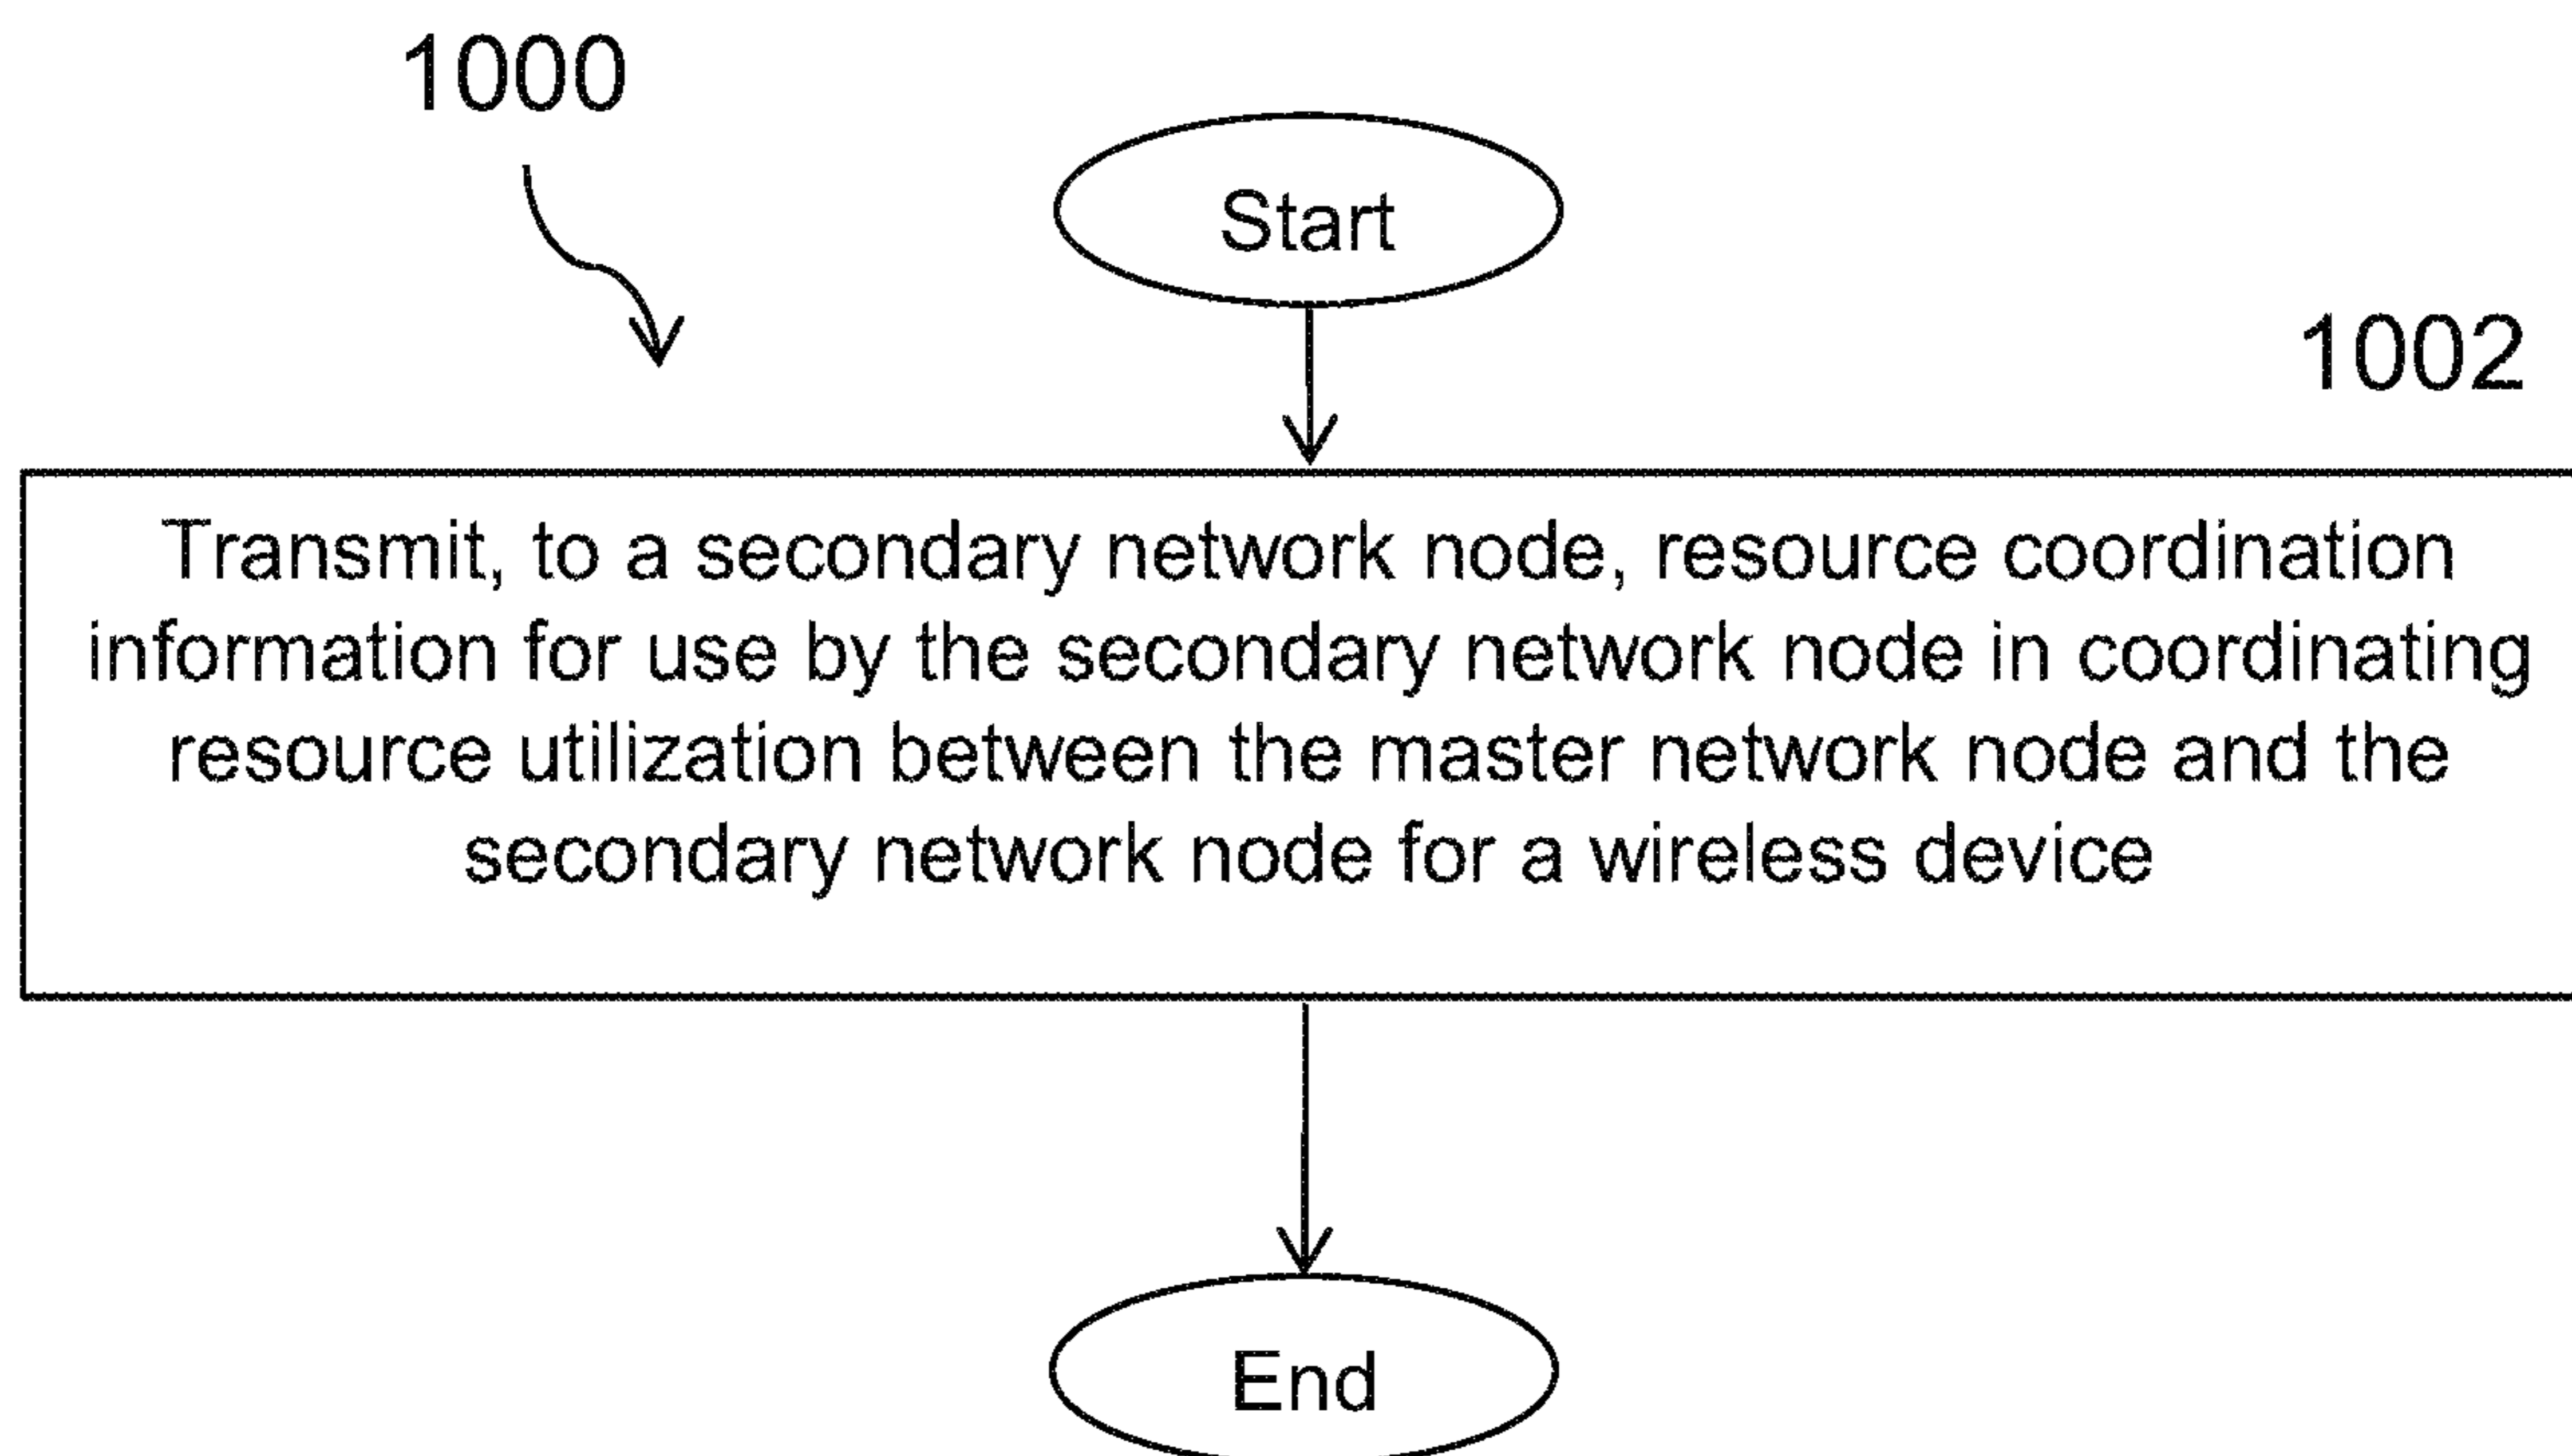 1000
Start
1002
Transmit, to a secondary network node, resource coordination
information for use by the secondary network node in coordinating
resource utilization between the master network node and the
secondary network node for a wireless device
End